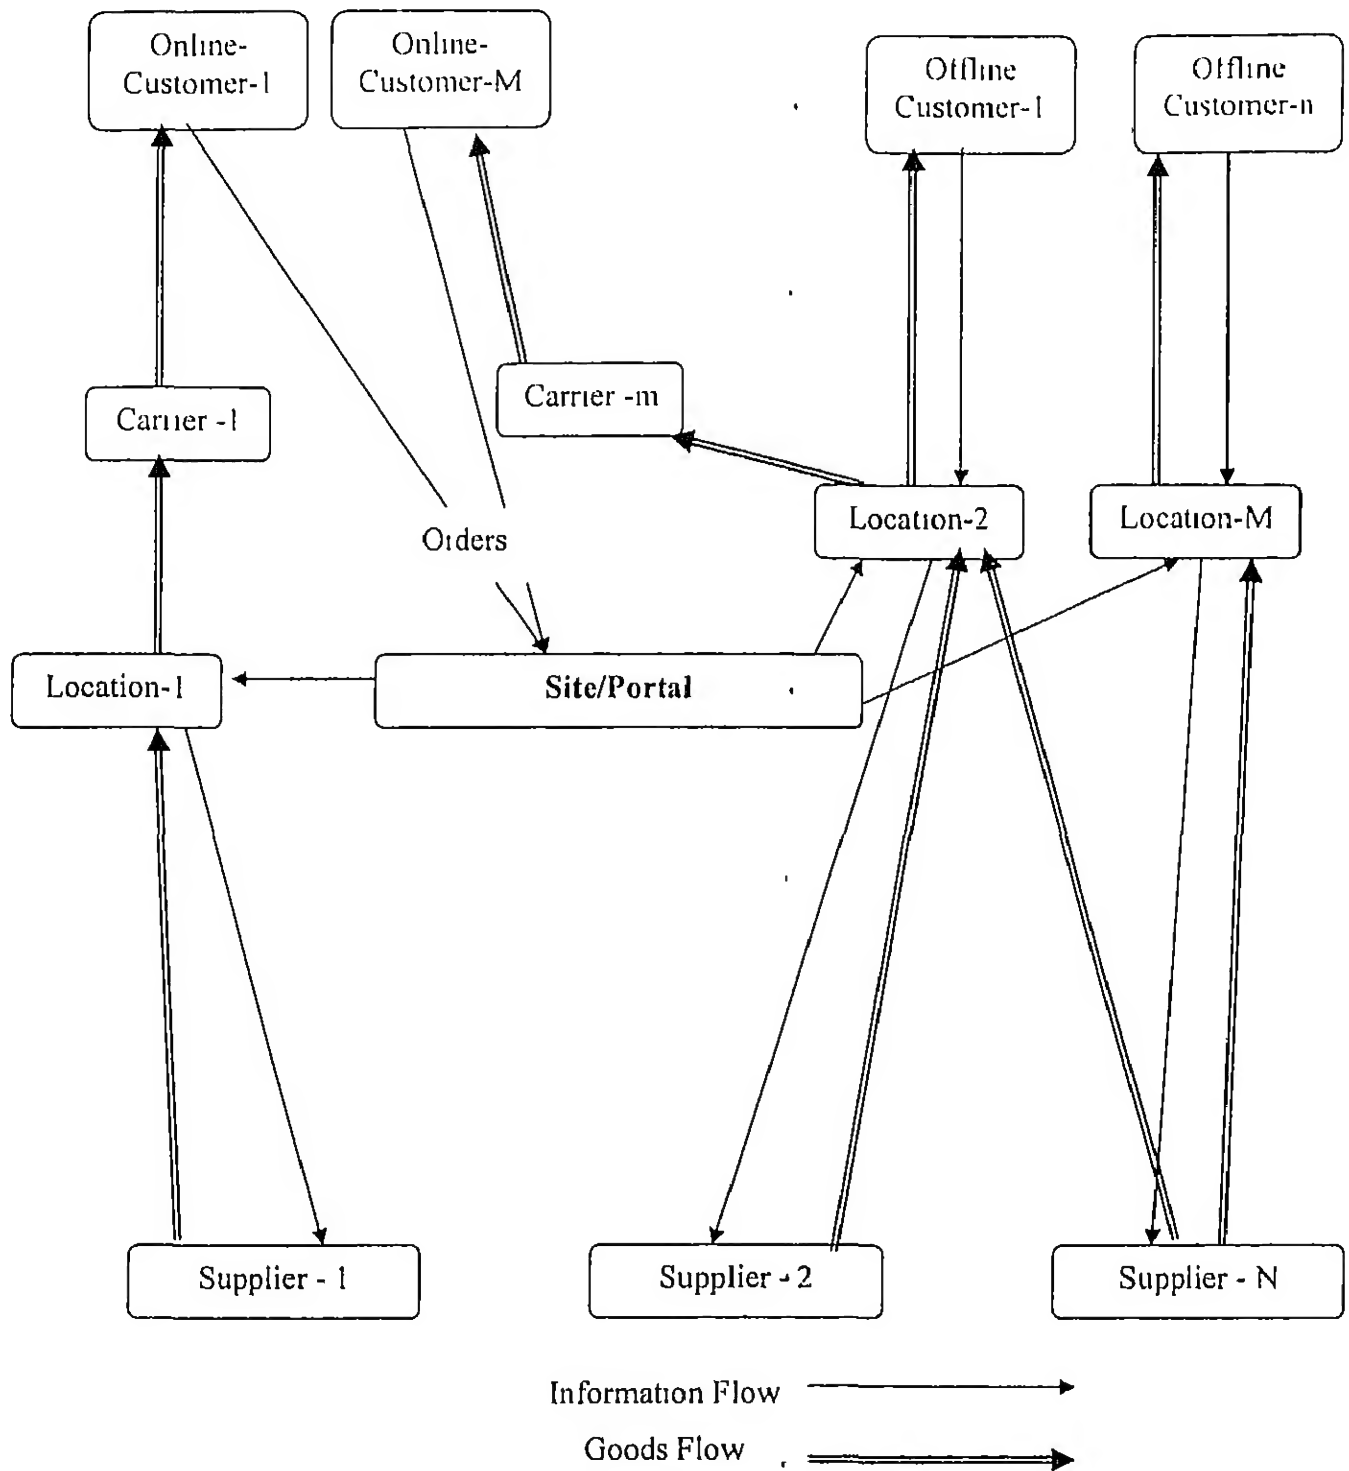 Online-
Customer-1
Online-
Customer-M
Offline
Customer-1
Offline
Customer-n
Carrier -1
Carrier -m
Location-2
Location-M
Orders
Location-1
Site/Portal
Supplier - 1
Supplier - 2
Supplier - N
Information Flow
Goods Flow